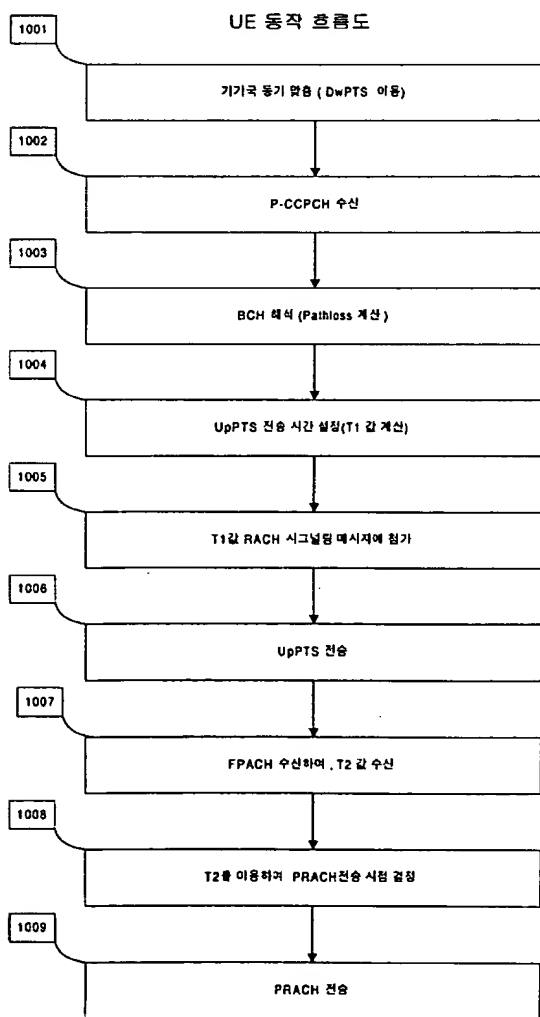 UE 동작 흐름도
1001
기기국 동기 맞춤 ( DwPTS 이용)
1002
P-CCPCH 수신
1003
BCH 해석 (Pathloss 계산 )
1004
UpPTS 전송 시간 설정(T1 값 계산)
1005
T1값 RACH 시그널링 메시지에 첨가
1006
UpPTS 전송
1007
FPACH 수신하여 , T2 값 수신
1008
T2를 이용하여 PRACH전송 시점 결정
1009
PRACH 전송